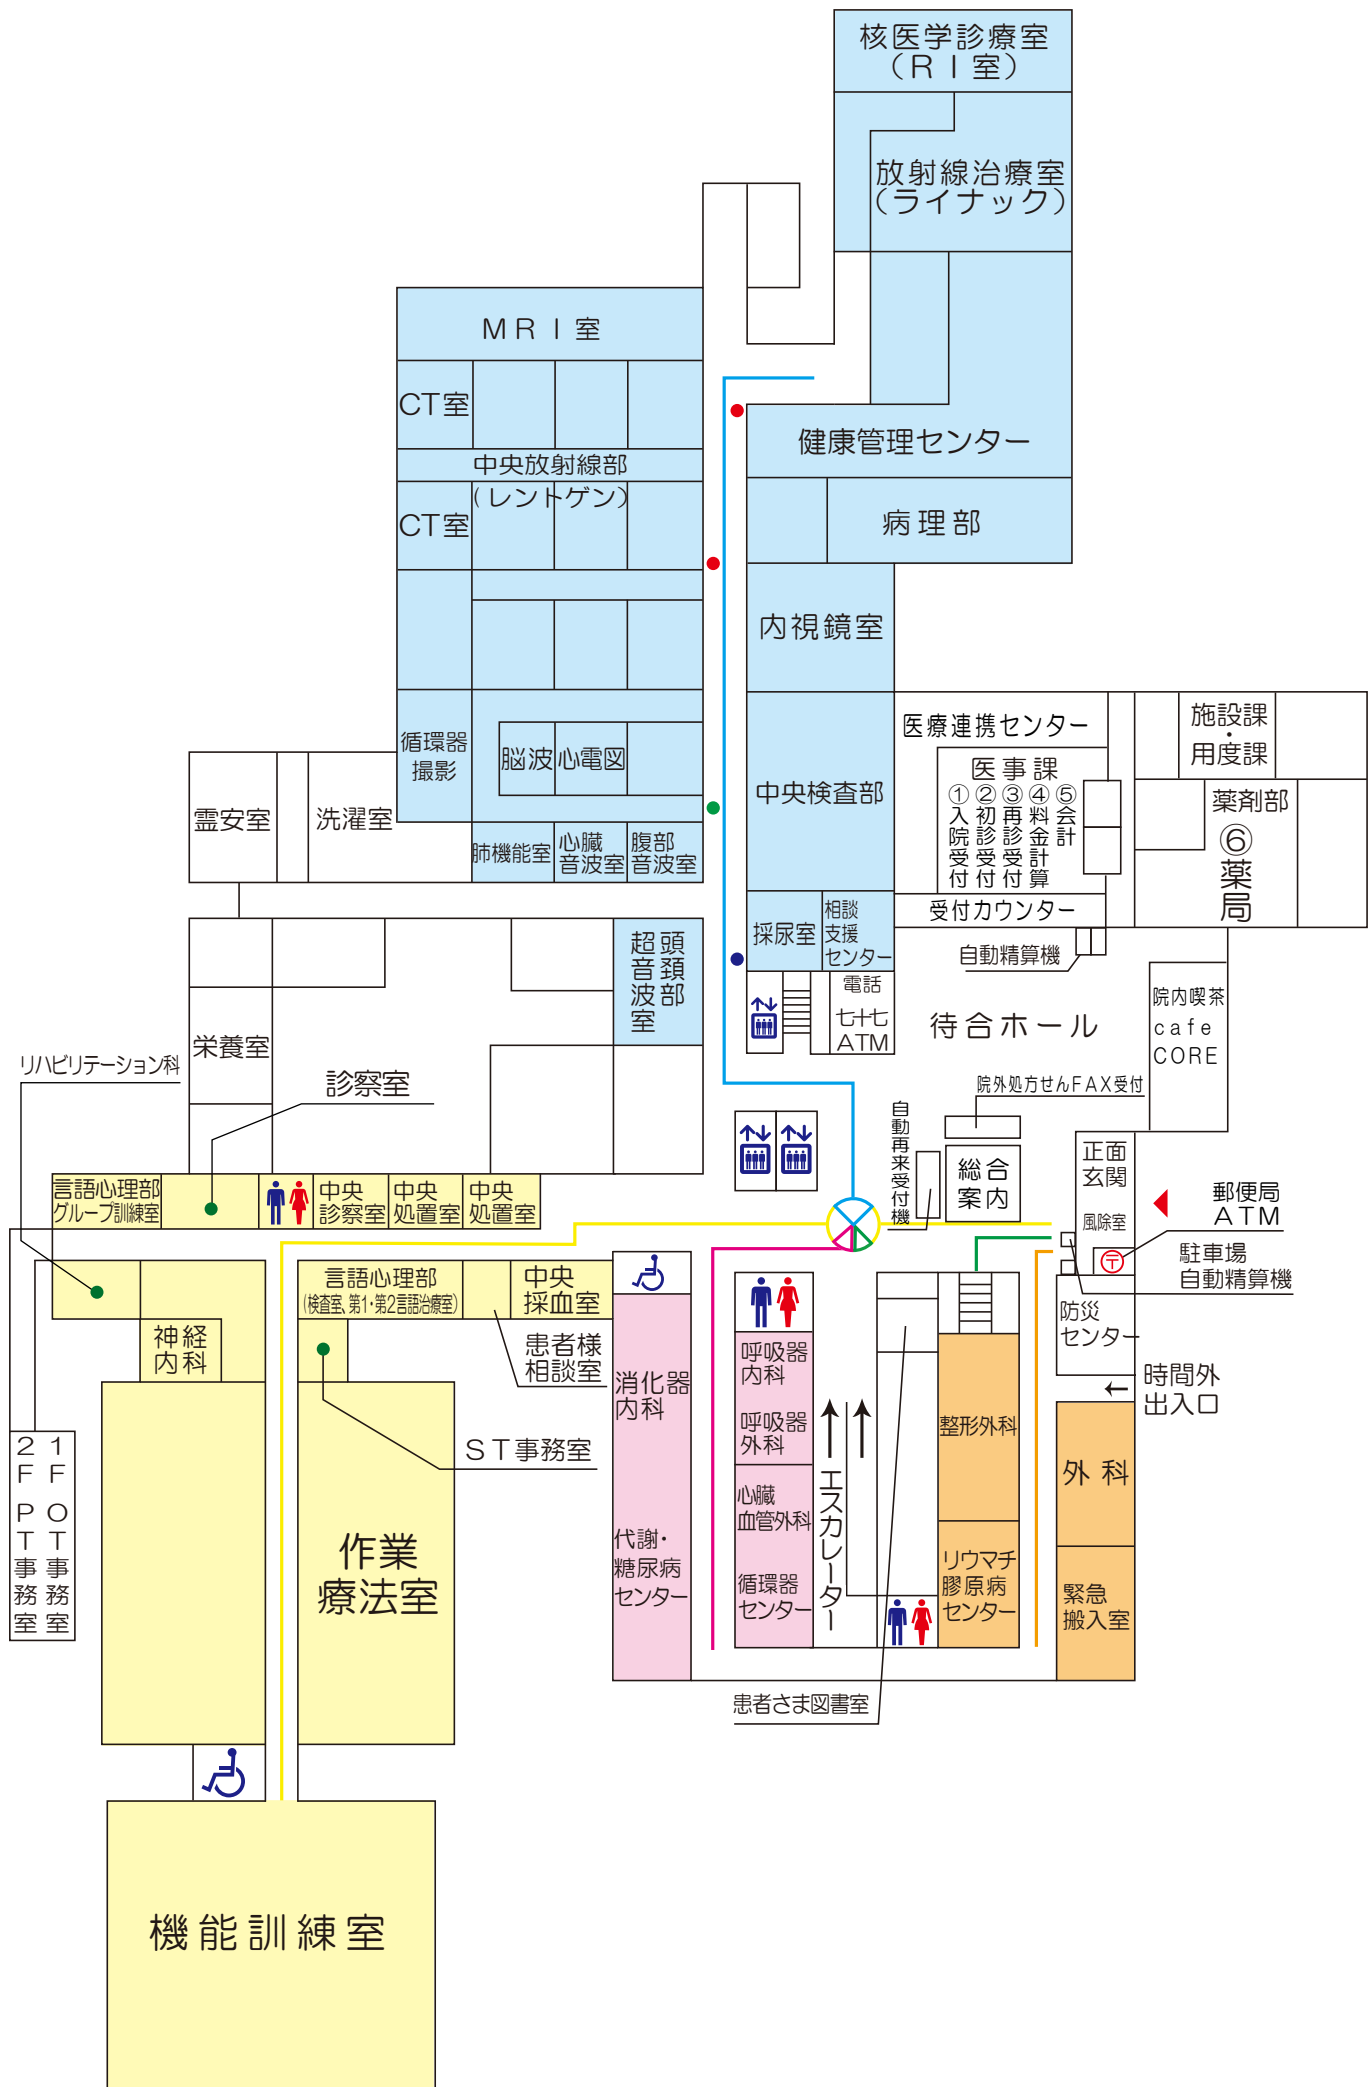 核医学診療室
（ＲＩ室）
放射線治療室
（ライナック）
ＭＲＩ室
CT室
中央放射線部
（レントゲン）
CT室
健康管理センター
病理部
内視鏡室
循環器
撮影
脳波
心電図
肺機能室
心臓
音波室
腹部
音波室
霊安室
洗濯室
中央検査部
医療連携センター
医事課
①入院受付
②初診受付
③再診受付
④料金計算
⑤会計
受付カウンター
自動精算機
施設課
・
用度課
薬剤部
⑥薬局
採尿室
相談
支援
センター
電話
七十七
ATM
待合ホール
院内喫茶
cafe
CORE
頭頚部
超音波室
栄養室
リハビリテーション科
診察室
院外処方せんFAX受付
自動再来受付機
総合
案内
正面
玄関
風除室
郵便局
ATM
〒
駐車場
自動精算機
防災
センター
時間外
出入口
言語心理部
グループ訓練室
中央
診察室
中央
処置室
中央
処置室
言語心理部
（検査室、第1・第2言語治療室）
中央
採血室
患者様
相談室
神経
内科
ＳＴ事務室
１Ｆ ＯＴ事務室
２Ｆ ＰＴ事務室
作業
療法室
機能訓練室
消化器
内科
代謝・
糖尿病
センター
呼吸器
内科
呼吸器
外科
心臓
血管外科
循環器
センター
エスカレーター
整形外科
リウマチ
膠原病
センター
外科
緊急
搬入室
患者さま図書室